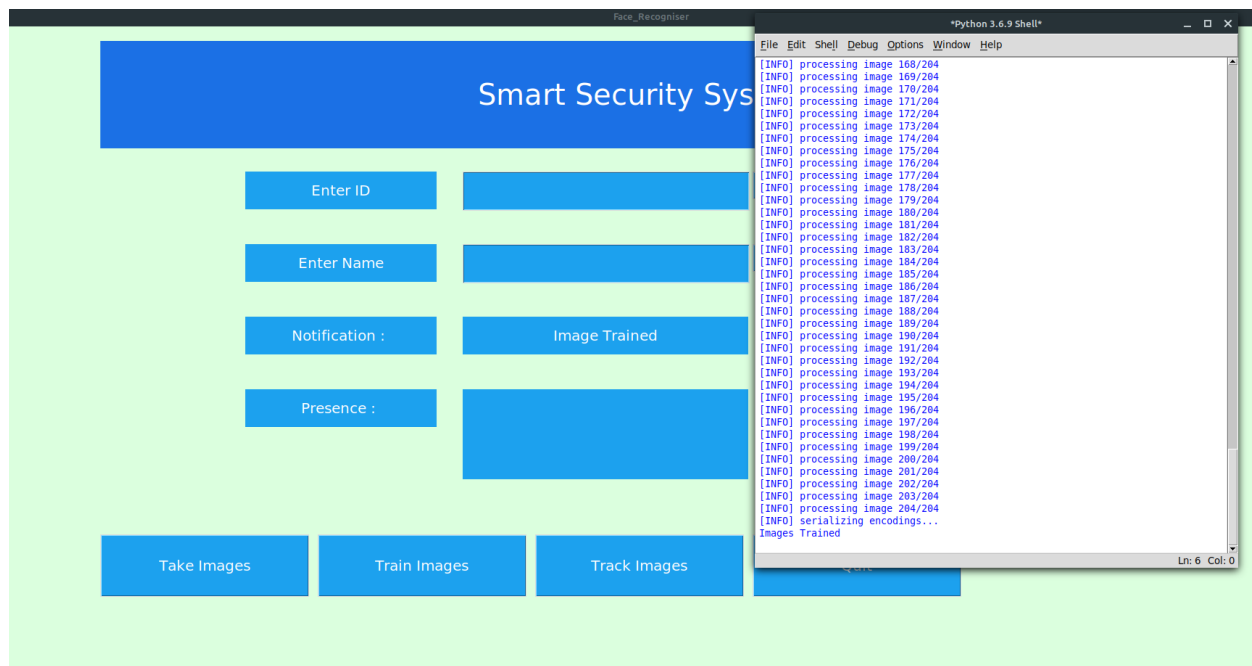 Face_Recogniser
Smart Security Sys
Enter ID
Enter Name
Notification :
Image Trained
Presence :
Take Images
Train Images
Track Images
*Python 3.6.9 Shell*
File Edit Shell Debug Options Window Help
[INFO] processing image 168/204
[INFO] processing image 169/204
[INFO] processing image 170/204
[INFO] processing image 171/204
[INFO] processing image 172/204
[INFO] processing image 173/204
[INFO] processing image 174/204
[INFO] processing image 175/204
[INFO] processing image 176/204
[INFO] processing image 177/204
[INFO] processing image 178/204
[INFO] processing image 179/204
[INFO] processing image 180/204
[INFO] processing image 181/204
[INFO] processing image 182/204
[INFO] processing image 183/204
[INFO] processing image 184/204
[INFO] processing image 185/204
[INFO] processing image 186/204
[INFO] processing image 187/204
[INFO] processing image 188/204
[INFO] processing image 189/204
[INFO] processing image 190/204
[INFO] processing image 191/204
[INFO] processing image 192/204
[INFO] processing image 193/204
[INFO] processing image 194/204
[INFO] processing image 195/204
[INFO] processing image 196/204
[INFO] processing image 197/204
[INFO] processing image 198/204
[INFO] processing image 199/204
[INFO] processing image 200/204
[INFO] processing image 201/204
[INFO] processing image 202/204
[INFO] processing image 203/204
[INFO] processing image 204/204
[INFO] serializing encodings...
Images Trained
Ln: 6 Col: 0